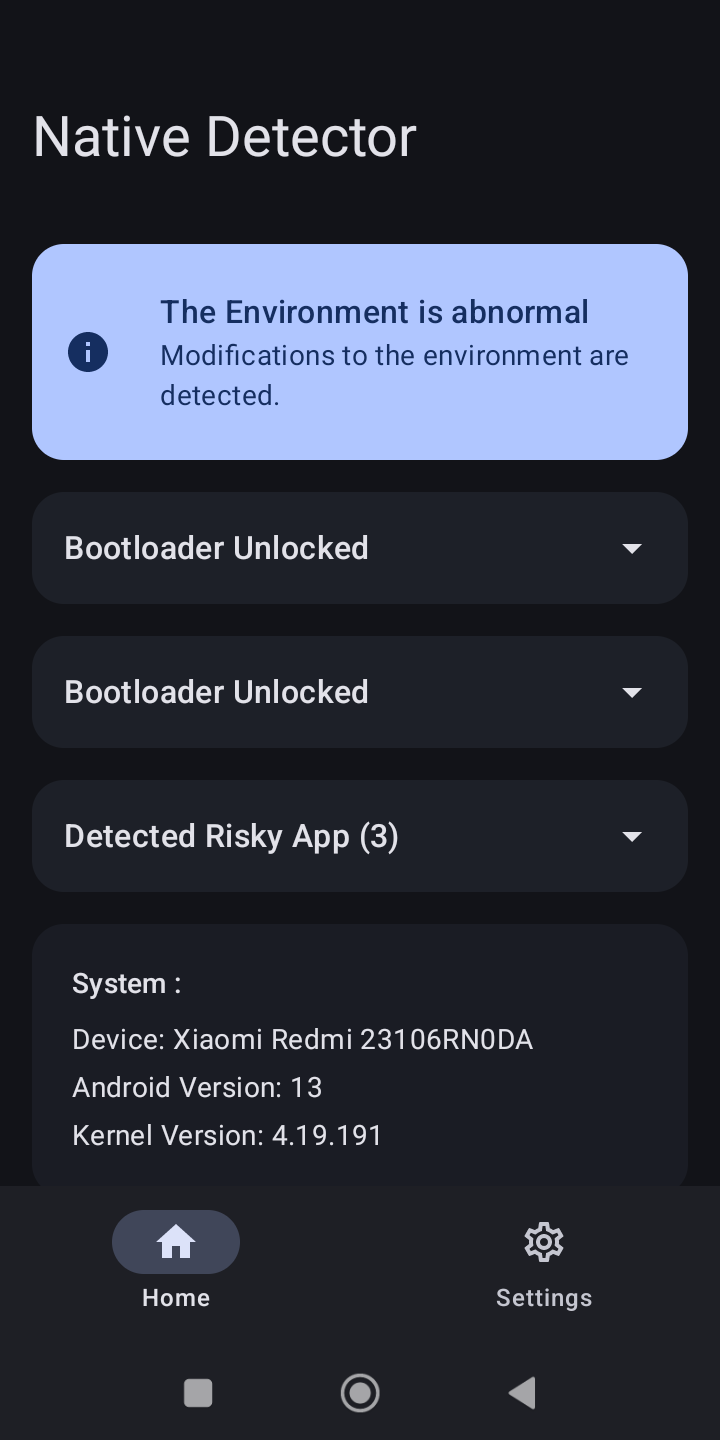 Native Detector
The Environment is abnormal
Modifications to the environment are
detected.
Bootloader Unlocked
Bootloader Unlocked
Detected Risky App (3)
System :
Device: Xiaomi Redmi 23106RN0DA
Android Version: 13
Kernel Version: 4.19.191
Home
Settings